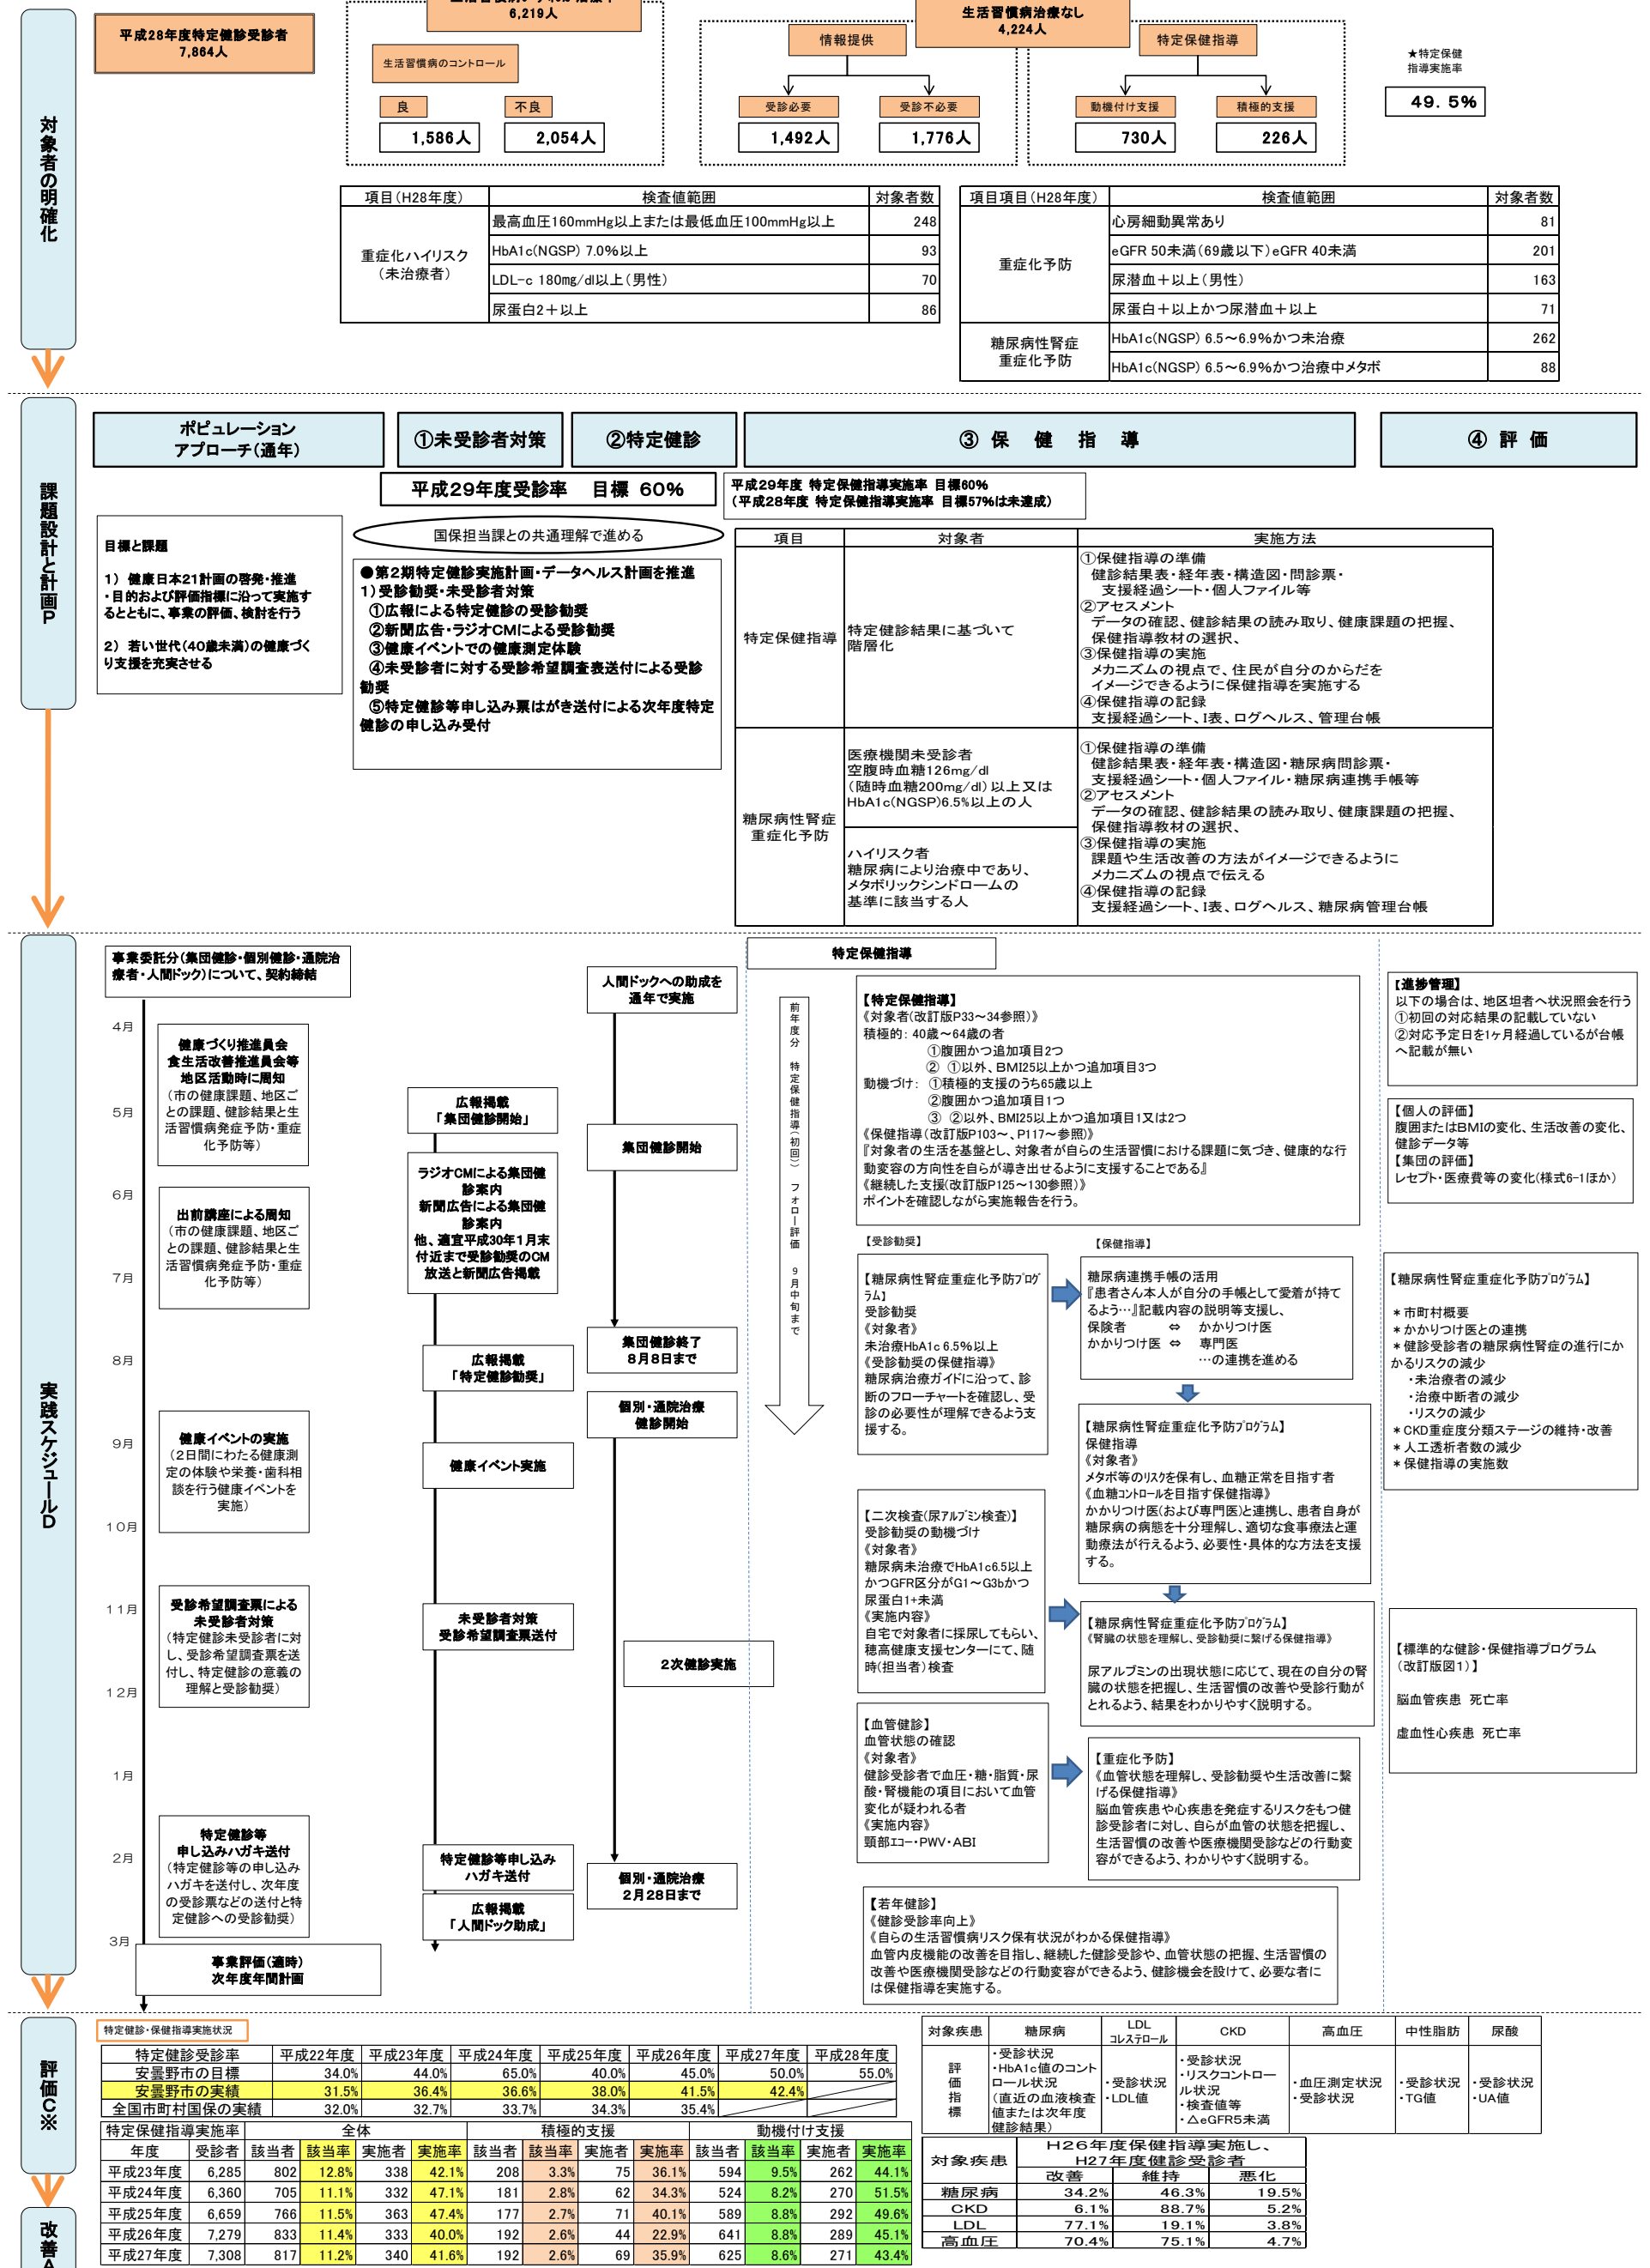 6,219人
生活習慣病治療なし
4,224人
平成28年度特定健診受診者
7,864人
対象者の明確化
生活習慣病のコントロール
良
不良
1,586人
2,054人
情報提供
特定保健指導
受診必要
受診不必要
動機付け支援
積極的支援
1,492人
1,776人
730人
226人
★特定保健
指導実施率
49.5%
項目(H28年度) 検査値範囲 対象者数
重症化ハイリスク
(未治療者)
最高血圧160mmHg以上または最低血圧100mmHg以上 248
HbA1c(NGSP) 7.0%以上 93
LDL-c 180mg/dl以上(男性) 70
尿蛋白2+以上 86
項目項目(H28年度) 検査値範囲 対象者数
重症化予防
心房細動異常あり 81
eGFR 50未満(69歳以下)eGFR 40未満 201
尿潜血+以上(男性) 163
尿蛋白+以上かつ尿潜血+以上 71
糖尿病性腎症
重症化予防
HbA1c(NGSP) 6.5~6.9%かつ未治療 262
HbA1c(NGSP) 6.5~6.9%かつ治療中メタボ 88
課題設計と計画P
ポピュレーション
アプローチ(通年)
①未受診者対策
②特定健診
③ 保 健 指 導
④ 評 価
平成29年度受診率 目標 60%
平成29年度 特定保健指導実施率 目標60%
(平成28年度 特定保健指導実施率 目標57%は未達成)
目標と課題
1) 健康日本21計画の啓発・推進
・目的および評価指標に沿って実施す
るとともに、事業の評価、検討を行う
2) 若い世代(40歳未満)の健康づく
り支援を充実させる
国保担当課との共通理解で進める
●第2期特定健診実施計画・データヘルス計画を推進
1)受診勧奨・未受診者対策
①広報による特定健診の受診勧奨
②新聞広告・ラジオCMによる受診勧奨
③健康イベントでの健康測定体験
④未受診者に対する受診希望調査表送付による受診
勧奨
⑤特定健診等申し込み票はがき送付による次年度特定
健診の申し込み受付
項目 対象者 実施方法
特定保健指導
特定健診結果に基づいて
階層化
①保健指導の準備
健診結果表・経年表・構造図・問診票・
支援経過シート・個人ファイル等
②アセスメント
データの確認、健診結果の読み取り、健康課題の把握、
保健指導教材の選択、
③保健指導の実施
メカニズムの視点で、住民が自分のからだを
イメージできるように保健指導を実施する
④保健指導の記録
支援経過シート、I表、ログヘルス、管理台帳
糖尿病性腎症
重症化予防
医療機関未受診者
空腹時血糖126mg/dl
(随時血糖200mg/dl)以上又は
HbA1c(NGSP)6.5%以上の人
ハイリスク者
糖尿病により治療中であり、
メタボリックシンドロームの
基準に該当する人
①保健指導の準備
健診結果表・経年表・構造図・糖尿病問診票・
支援経過シート・個人ファイル・糖尿病連携手帳等
②アセスメント
データの確認、健診結果の読み取り、健康課題の把握、
保健指導教材の選択、
③保健指導の実施
課題や生活改善の方法がイメージできるように
メカニズムの視点で伝える
④保健指導の記録
支援経過シート、I表、ログヘルス、糖尿病管理台帳
実践スケジュールD
事業委託分(集団健診・個別健診・通院治
療者・人間ドック)について、契約締結
4月
5月
6月
7月
8月
9月
10月
11月
12月
1月
2月
3月
健康づくり推進員会
食生活改善推進員会等
地区活動時に周知
(市の健康課題、地区ご
との課題、健診結果と生
活習慣病発症予防・重症
化予防等)
出前講座による周知
(市の健康課題、地区ご
との課題、健診結果と生
活習慣病発症予防・重症
化予防等)
健康イベントの実施
(2日間にわたる健康測
定の体験や栄養・歯科相
談を行う健康イベントを
実施)
受診希望調査票による
未受診者対策
(特定健診未受診者に対
し、受診希望調査票を送
付し、特定健診の意義の
理解と受診勧奨)
特定健診等
申し込みハガキ送付
(特定健診等の申し込み
ハガキを送付し、次年度
の受診票などの送付と特
定健診への受診勧奨)
事業評価(適時)
次年度年間計画
広報掲載
「集団健診開始」
ラジオCMによる集団健
診案内
新聞広告による集団健
診案内
他、適宜平成30年1月末
付近まで受診勧奨のCM
放送と新聞広告掲載
広報掲載
「特定健診勧奨」
健康イベント実施
未受診者対策
受診希望調査票送付
特定健診等申し込み
ハガキ送付
広報掲載
「人間ドック助成」
人間ドックへの助成を
通年で実施
集団健診開始
集団健診終了
8月8日まで
個別・通院治療
健診開始
2次健診実施
個別・通院治療
2月28日まで
特定保健指導
前年度分 特定保健指導(初回) フォロー評価 9月中旬まで
【特定保健指導】
《対象者(改訂版P33~34参照)》
積極的: 40歳~64歳の者
①腹囲かつ追加項目2つ
② ①以外、BMI25以上かつ追加項目3つ
動機づけ: ①積極的支援のうち65歳以上
②腹囲かつ追加項目1つ
③ ②以外、BMI25以上かつ追加項目1又は2つ
《保健指導(改訂版P103~、P117~参照)》
『対象者の生活を基盤とし、対象者が自らの生活習慣における課題に気づき、健康的な行
動変容の方向性を自らが導き出せるように支援することである』
《継続した支援(改訂版P125~130参照)》
ポイントを確認しながら実施報告を行う。
【受診勧奨】
【保健指導】
【糖尿病性腎症重症化予防プログ
ラム】
受診勧奨
《対象者》
未治療HbA1c 6.5%以上
《受診勧奨の保健指導》
糖尿病治療ガイドに沿って、診
断のフローチャートを確認し、受
診の必要性が理解できるよう支
援する。
糖尿病連携手帳の活用
『患者さん本人が自分の手帳として愛着が持て
るよう…』記載内容の説明等支援し、
保険者 ⇔ かかりつけ医
かかりつけ医 ⇔ 専門医
…の連携を進める
【糖尿病性腎症重症化予防プログラム】
保健指導
《対象者》
メタボ等のリスクを保有し、血糖正常を目指す者
《血糖コントロールを目指す保健指導》
かかりつけ医(および専門医)と連携し、患者自身が
糖尿病の病態を十分理解し、適切な食事療法と運
動療法が行えるよう、必要性・具体的な方法を支援
する。
【二次検査(尿アルブミン検査)】
受診勧奨の動機づけ
《対象者》
糖尿病未治療でHbA1c6.5以上
かつGFR区分がG1~G3bかつ
尿蛋白1+未満
《実施内容》
自宅で対象者に採尿してもらい、
穂高健康支援センターにて、随
時(担当者)検査
【糖尿病性腎症重症化予防プログラム】
《腎臓の状態を理解し、受診勧奨に繋げる保健指導》
尿アルブミンの出現状態に応じて、現在の自分の腎
臓の状態を把握し、生活習慣の改善や受診行動が
とれるよう、結果をわかりやすく説明する。
【血管健診】
血管状態の確認
《対象者》
健診受診者で血圧・糖・脂質・尿
酸・腎機能の項目において血管
変化が疑われる者
《実施内容》
頸部エコー・PWV・ABI
【重症化予防】
《血管状態を理解し、受診勧奨や生活改善に繋
げる保健指導》
脳血管疾患や心疾患を発症するリスクをもつ健
診受診者に対し、自らが血管の状態を把握し、
生活習慣の改善や医療機関受診などの行動変
容ができるよう、わかりやすく説明する。
【若年健診】
《健診受診率向上》
《自らの生活習慣病リスク保有状況がわかる保健指導》
血管内皮機能の改善を目指し、継続した健診受診や、血管状態の把握、生活習慣の
改善や医療機関受診などの行動変容ができるよう、健診機会を設けて、必要な者に
は保健指導を実施する。
【進捗管理】
以下の場合は、地区坦者へ状況照会を行う
①初回の対応結果の記載していない
②対応予定日を1ヶ月経過しているが台帳
へ記載が無い
【個人の評価】
腹囲またはBMIの変化、生活改善の変化、
健診データ等
【集団の評価】
レセプト・医療費等の変化(様式6-1ほか)
【糖尿病性腎症重症化予防プログラム】
*市町村概要
*かかりつけ医との連携
*健診受診者の糖尿病性腎症の進行にか
かるリスクの減少
・未治療者の減少
・治療中断者の減少
・リスクの減少
*CKD重症度分類ステージの維持・改善
*人工透析者数の減少
*保健指導の実施数
【標準的な健診・保健指導プログラム
(改訂版図1)】
脳血管疾患 死亡率
虚血性心疾患 死亡率
評価C※
特定健診・保健指導実施状況
特定健診受診率 平成22年度 平成23年度 平成24年度 平成25年度 平成26年度 平成27年度 平成28年度
安曇野市の目標 34.0% 44.0% 65.0% 40.0% 45.0% 50.0% 55.0%
安曇野市の実績 31.5% 36.4% 36.6% 38.0% 41.5% 42.4%
全国市町村国保の実績 32.0% 32.7% 33.7% 34.3% 35.4%
特定保健指導実施率 全体 積極的支援 動機付け支援
年度 受診者 該当者 該当率 実施者 実施率 該当者 該当率 実施者 実施率 該当者 該当率 実施者 実施率
平成23年度 6,285 802 12.8% 338 42.1% 208 3.3% 75 36.1% 594 9.5% 262 44.1%
平成24年度 6,360 705 11.1% 332 47.1% 181 2.8% 62 34.3% 524 8.2% 270 51.5%
平成25年度 6,659 766 11.5% 363 47.4% 177 2.7% 71 40.1% 589 8.8% 292 49.6%
平成26年度 7,279 833 11.4% 333 40.0% 192 2.6% 44 22.9% 641 8.8% 289 45.1%
平成27年度 7,308 817 11.2% 340 41.6% 192 2.6% 69 35.9% 625 8.6% 271 43.4%
対象疾患 糖尿病 LDL コレステロール CKD 高血圧 中性脂肪 尿酸
評価指標
・受診状況
・HbA1c値のコント
ロール状況
(直近の血液検査
値または次年度
健診結果)
・受診状況
・LDL値
・受診状況
・リスクコントロー
ル状況
・検査値等
・△eGFR5未満
・血圧測定状況
・受診状況
・受診状況
・TG値
・受診状況
・UA値
対象疾患
H26年度保健指導実施し、
H27年度健診受診者
改善 維持 悪化
糖尿病 34.2% 46.3% 19.5%
CKD 6.1% 88.7% 5.2%
LDL 77.1% 19.1% 3.8%
高血圧 70.4% 75.1% 4.7%
改善A